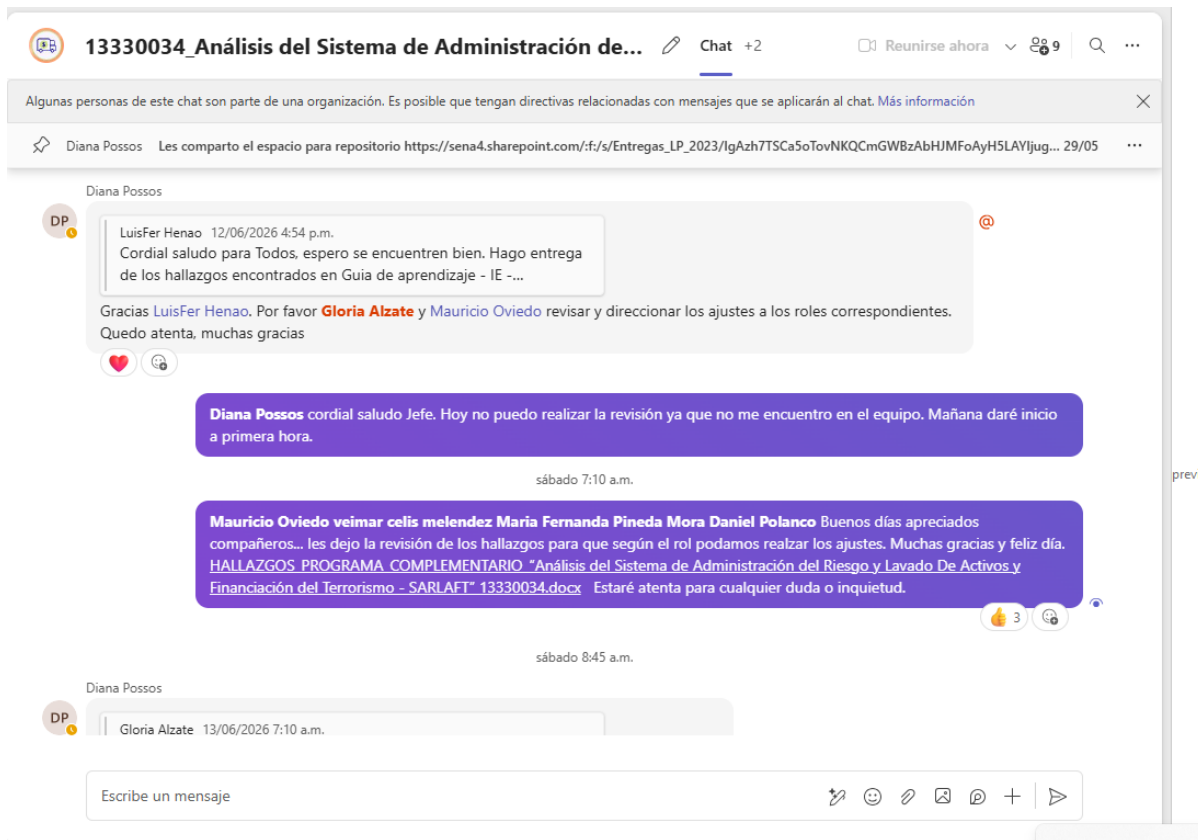 13330034_Análisis del Sistema de Administración de...
Chat +2
Reunirse ahora
9
Algunas personas de este chat son parte de una organización. Es posible que tengan directivas relacionadas con mensajes que se aplicarán al chat. Más información
Diana Possos Les comparto el espacio para repositorio https://sena4.sharepoint.com/:f:/s/Entregas_LP_2023/IgAzh7TSCa5oTovNKQCmGWBzAbHJMFoAyH5LAYljug... 29/05
Diana Possos
DP
LuisFer Henao 12/06/2026 4:54 p.m.
Cordial saludo para Todos, espero se encuentren bien. Hago entrega
de los hallazgos encontrados en Guia de aprendizaje - IE -...
@
Gracias LuisFer Henao. Por favor Gloria Alzate y Mauricio Oviedo revisar y direccionar los ajustes a los roles correspondientes.
Quedo atenta, muchas gracias
Diana Possos cordial saludo Jefe. Hoy no puedo realizar la revisión ya que no me encuentro en el equipo. Mañana daré inicio
a primera hora.
sábado 7:10 a.m.
prev
Mauricio Oviedo veimar celis melendez Maria Fernanda Pineda Mora Daniel Polanco Buenos días apreciados
compañeros... les dejo la revisión de los hallazgos para que según el rol podamos realzar los ajustes. Muchas gracias y feliz día.
HALLAZGOS PROGRAMA COMPLEMENTARIO "Análisis del Sistema de Administración del Riesgo y Lavado De Activos y
Financiación del Terrorismo - SARLAFT" 13330034.docx Estaré atenta para cualquier duda o inquietud.
3
sábado 8:45 a.m.
Diana Possos
DP
Gloria Alzate 13/06/2026 7:10 a.m.
Escribe un mensaje